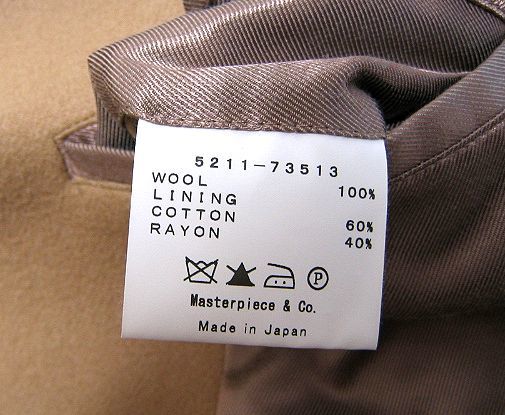 5211-73513
WOOL 100%
LINING
COTTON 60%
RAYON 40%
P
Masterpiece & Co.
Made in Japan